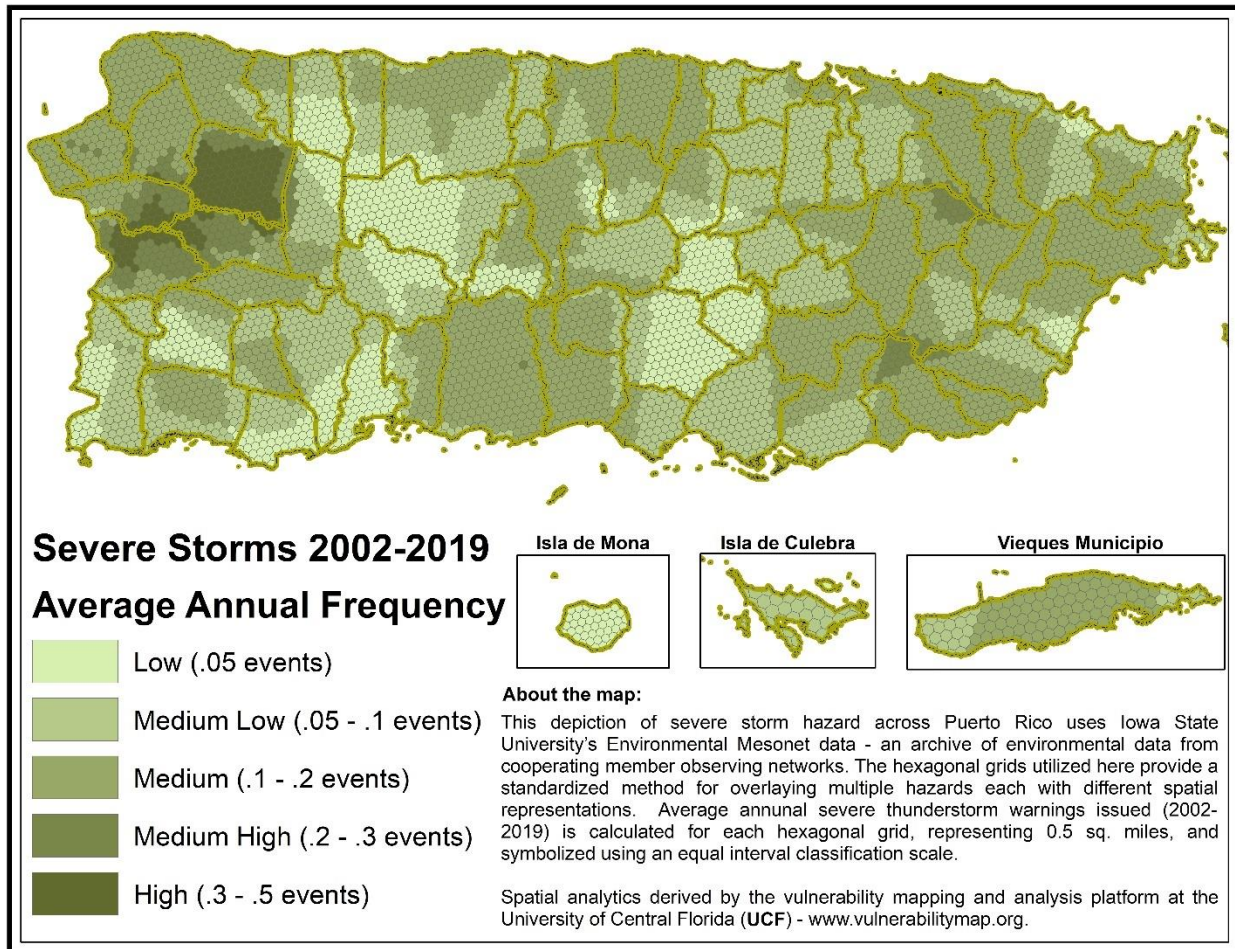 Severe Storms 2002-2019
Average Annual Frequency
Low (.05 events)
Medium Low (.05 - .1 events)
Medium (.1 - .2 events)
Medium High (.2 - .3 events)
High (.3 - .5 events)
Isla de Mona
Isla de Culebra
Vieques Municipio
About the map:
This depiction of severe storm hazard across Puerto Rico uses Iowa State
University's Environmental Mesonet data - an archive of environmental data from
cooperating member observing networks. The hexagonal grids utilized here provide a
standardized method for overlaying multiple hazards each with different spatial
representations. Average annunal severe thunderstorm warnings issued (2002-
2019) is calculated for each hexagonal grid, representing 0.5 sq. miles, and
symbolized using an equal interval classification scale.
Spatial analytics derived by the vulnerability mapping and analysis platform at the
University of Central Florida (UCF) - www.vulnerabilitymap.org.